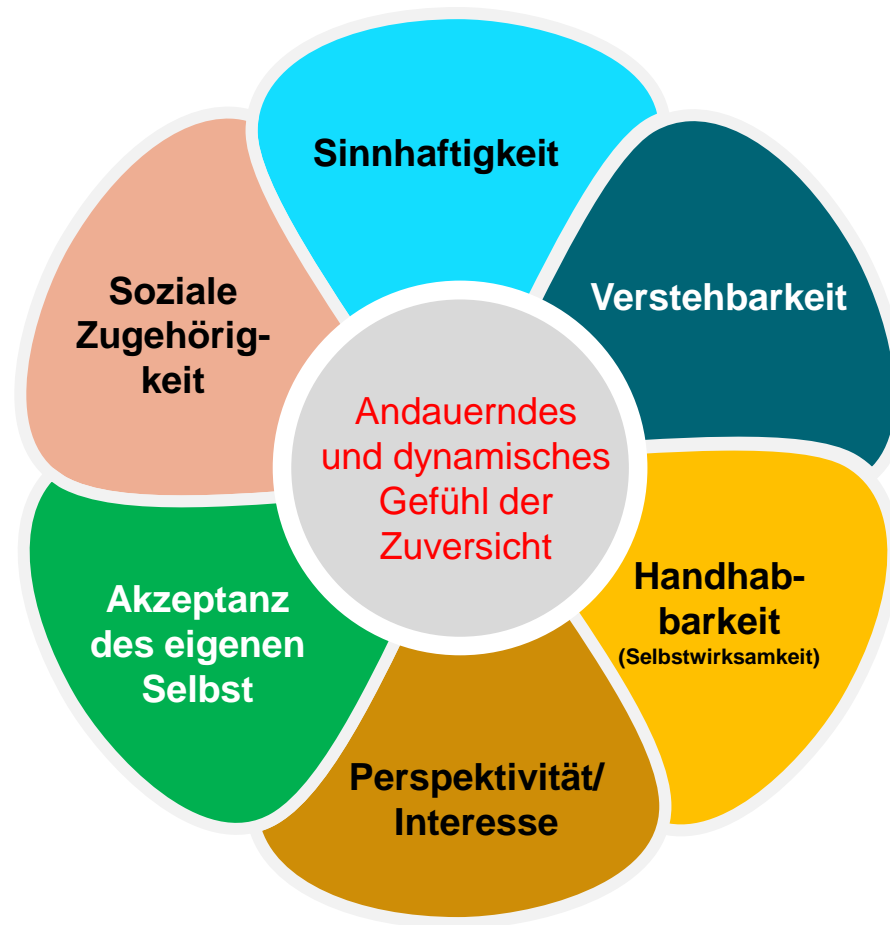 Sinnhaftigkeit
Verstehbarkeit
Handhab-
barkeit
(Selbstwirksamkeit)
Perspektivität/
Interesse
Akzeptanz
des eigenen
Selbst
Soziale
Zugehörig-
keit
Andauerndes
und dynamisches
Gefühl der
Zuversicht